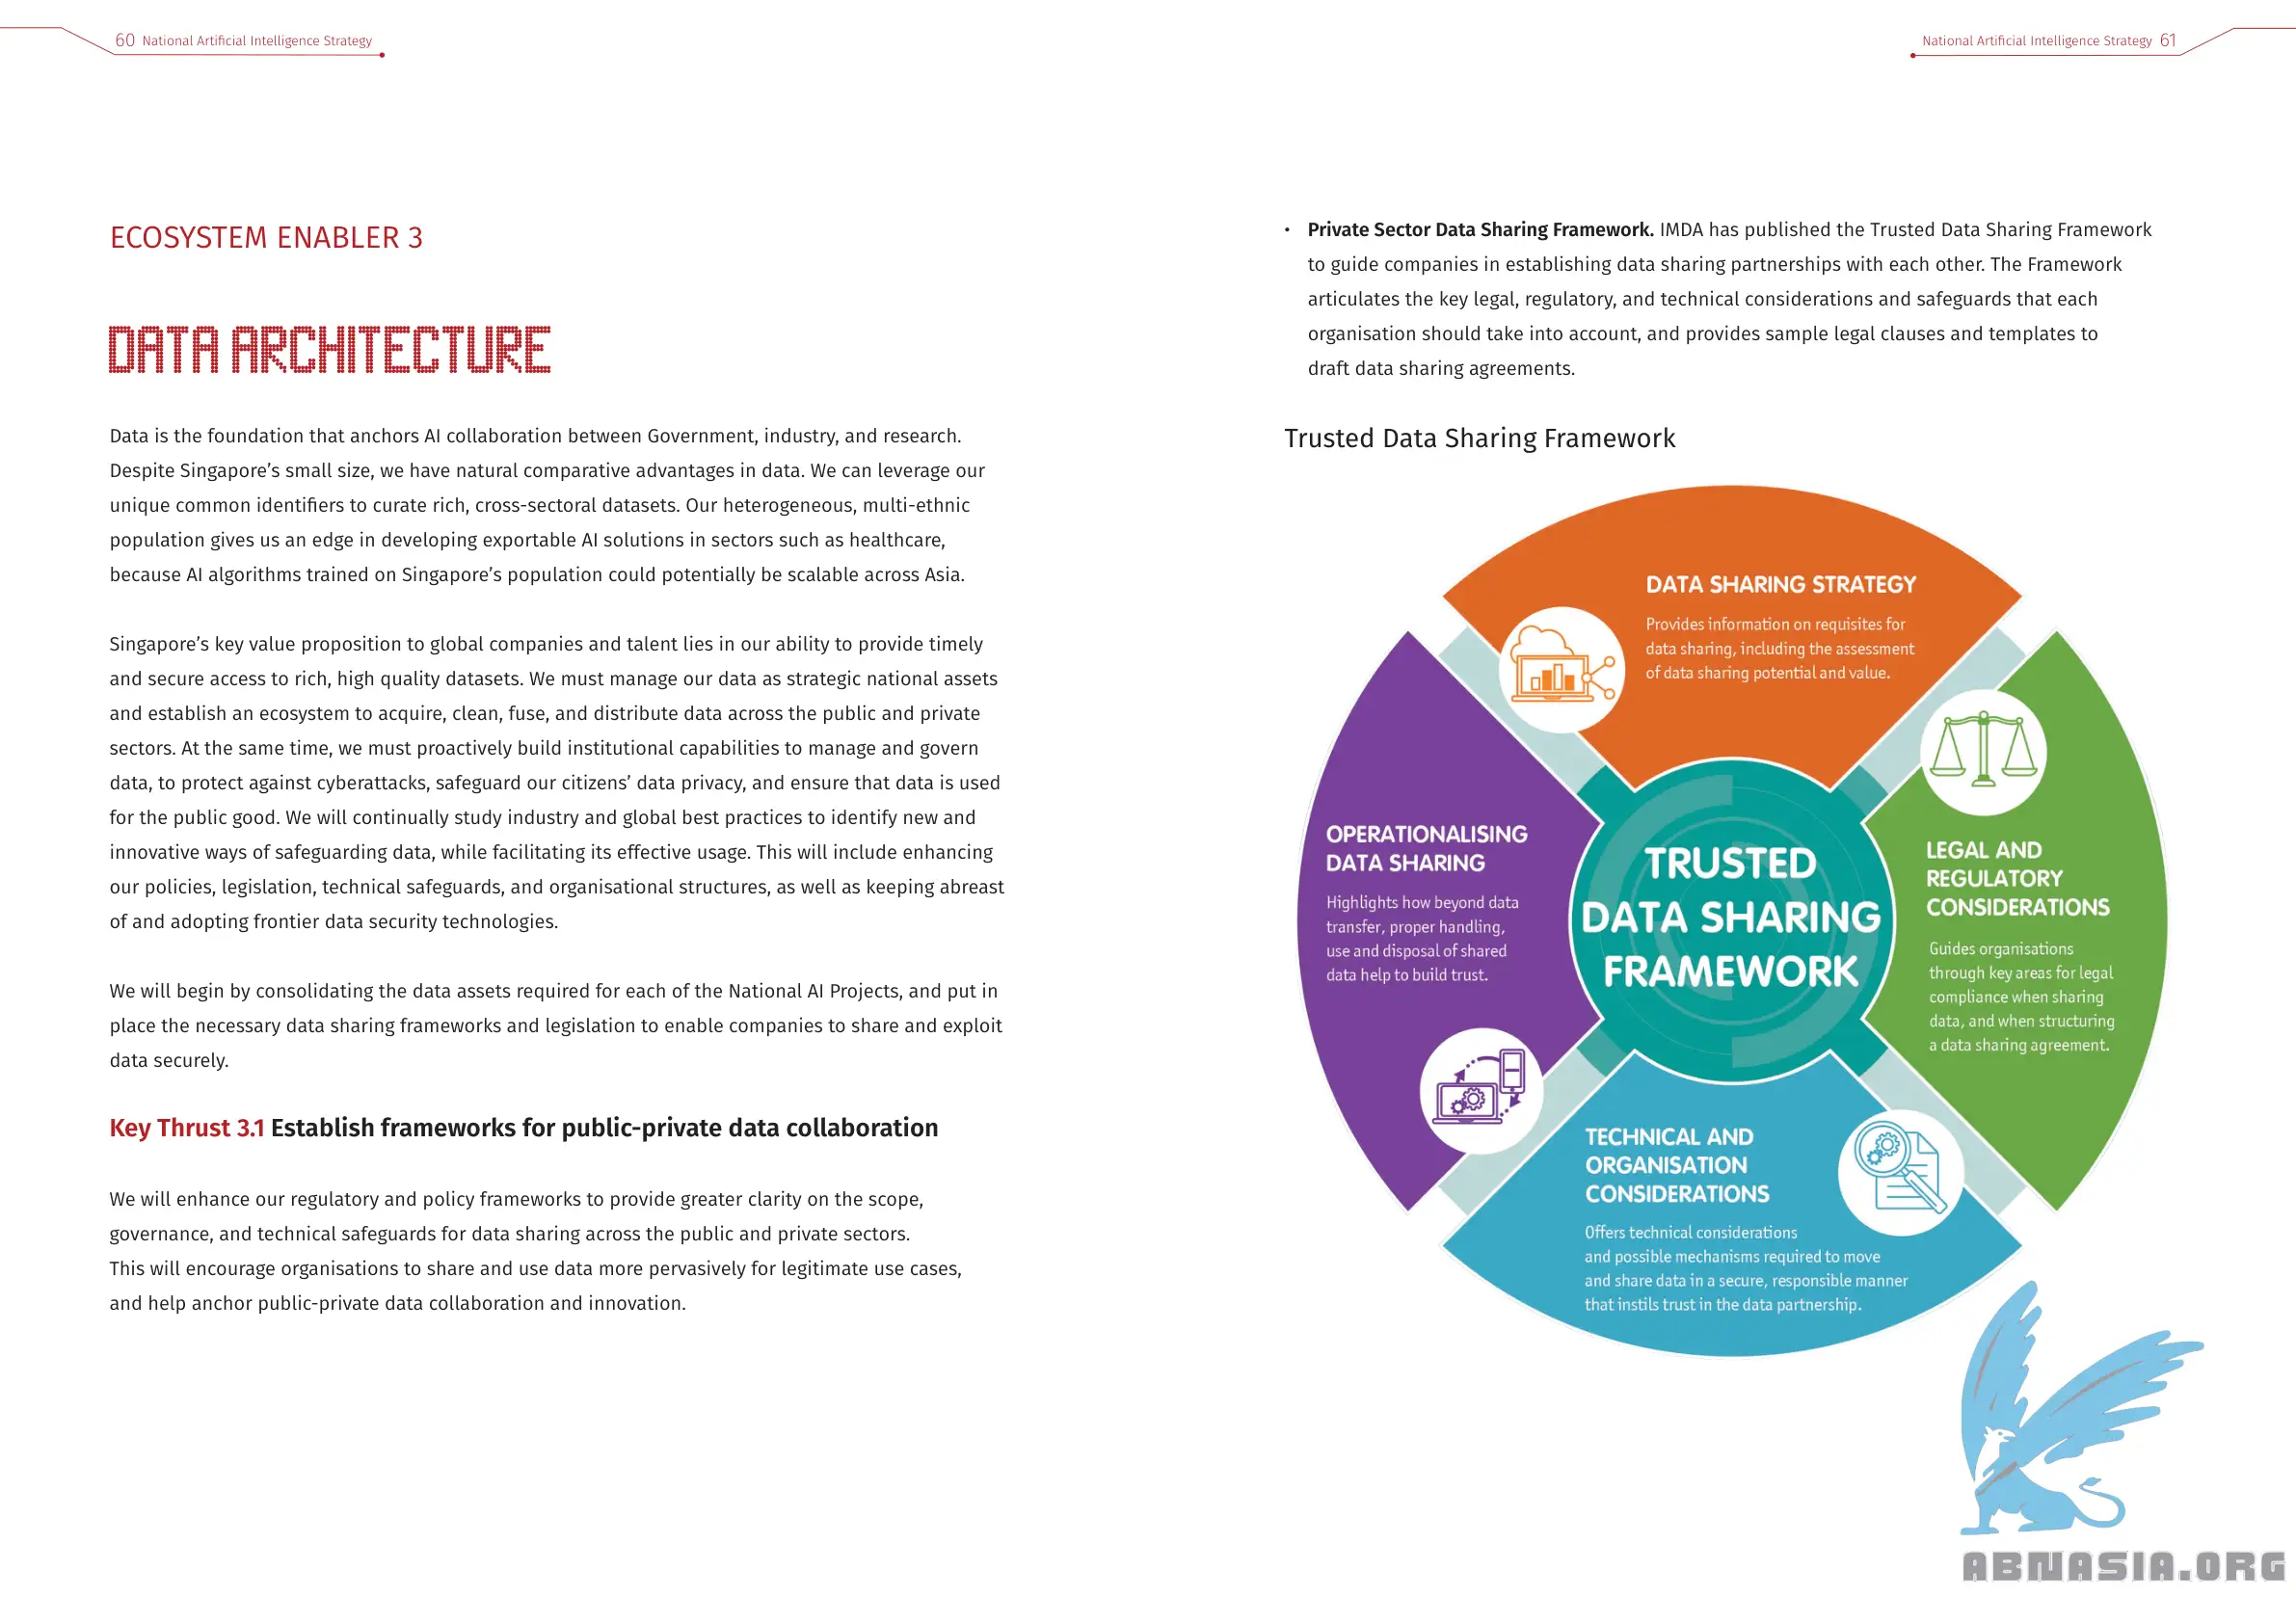 60 National Artificial Intelligence Strategy
ECOSYSTEM ENABLER 3
DATA ARCHITECTURE
Data is the foundation that anchors AI collaboration between Government, industry, and research.
Despite Singapore’s small size, we have natural comparative advantages in data. We can leverage our
unique common identifiers to curate rich, cross-sectoral datasets. Our heterogeneous, multi-ethnic
population gives us an edge in developing exportable AI solutions in sectors such as healthcare,
because AI algorithms trained on Singapore’s population could potentially be scalable across Asia.
Singapore’s key value proposition to global companies and talent lies in our ability to provide timely
and secure access to rich, high quality datasets. We must manage our data as strategic national assets
and establish an ecosystem to acquire, clean, fuse, and distribute data across the public and private
sectors. At the same time, we must proactively build institutional capabilities to manage and govern
data, to protect against cyberattacks, safeguard our citizens’ data privacy, and ensure that data is used
for the public good. We will continually study industry and global best practices to identify new and
innovative ways of safeguarding data, while facilitating its effective usage. This will include enhancing
our policies, legislation, technical safeguards, and organisational structures, as well as keeping abreast
of and adopting frontier data security technologies.
We will begin by consolidating the data assets required for each of the National AI Projects, and put in
place the necessary data sharing frameworks and legislation to enable companies to share and exploit
data securely.
Key Thrust 3.1 Establish frameworks for public-private data collaboration
We will enhance our regulatory and policy frameworks to provide greater clarity on the scope,
governance, and technical safeguards for data sharing across the public and private sectors.
This will encourage organisations to share and use data more pervasively for legitimate use cases,
and help anchor public-private data collaboration and innovation.
National Artificial Intelligence Strategy 61
• Private Sector Data Sharing Framework. IMDA has published the Trusted Data Sharing Framework
to guide companies in establishing data sharing partnerships with each other. The Framework
articulates the key legal, regulatory, and technical considerations and safeguards that each
organisation should take into account, and provides sample legal clauses and templates to
draft data sharing agreements.
Trusted Data Sharing Framework
DATA SHARING STRATEGY
Provides information on requisites for
data sharing, including the assessment
of data sharing potential and value.
OPERATIONALISING
DATA SHARING
Highlights how beyond data
transfer, proper handling,
use and disposal of shared
data help to build trust.
TRUSTED
DATA SHARING
FRAMEWORK
LEGAL AND
REGULATORY
CONSIDERATIONS
Guides organisations
through key areas for legal
compliance when sharing
data, and when structuring
a data sharing agreement.
TECHNICAL AND
ORGANISATION
CONSIDERATIONS
Offers technical considerations
and possible mechanisms required to move
and share data in a secure, responsible manner
that instils trust in the data partnership.
ABNASIA.ORG